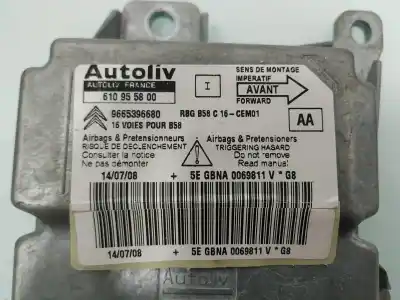 Autoliv
AUTOLIV FRANCE
610 95 58 00
I
SENS DE MONTAGE
IMPERATIF
AVANT
FORWARD
9665396680
RBG B58 C 16-CEM01
16 VOIES POUR B58
AA
Airbags & Pretensionneurs
RISQUE DE DECLENCHEMENT
Consulter la notice
Ne pas démonter
Airbags & Pretensioners
TRIGGERING HAZARD
Do not remove
Read manual
14/07/08 + 5E GBNA 0069811 V * G8
14/07/08 + 5E GBNA 0069811 V * G8
Autoliv